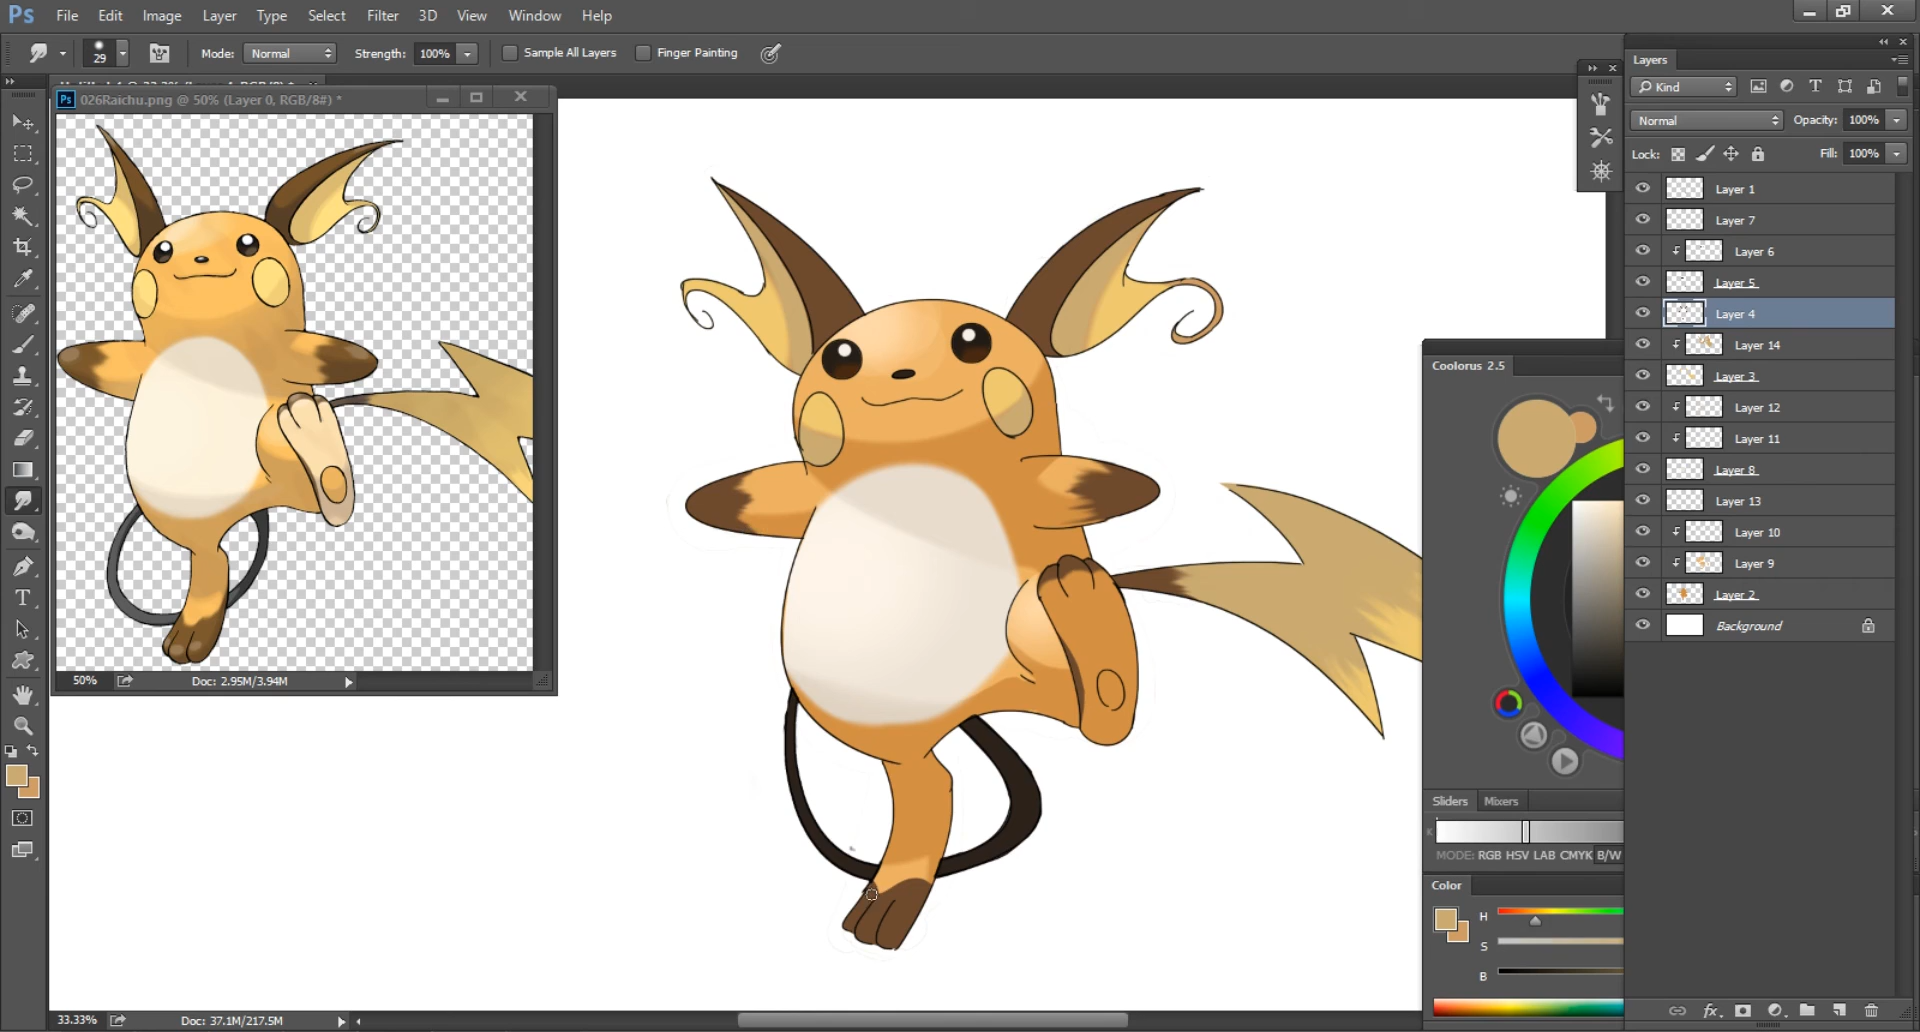 Ps File Edit Image Layer Type Select Filter 3D View Window Help
29 Mode: Normal Strength: 100% Sample All Layers Finger Painting
Ps 026Raichu.png @ 50% (Layer 0, RGB/8#) *
50% Doc: 2.95M/3.94M
33.33% Doc: 37.1M/217.5M
Layers
Kind
Normal Opacity: 100%
Lock: Fill: 100%
Layer 1
Layer 7
Layer 6
Layer 5
Layer 4
Layer 14
Layer 3
Layer 12
Layer 11
Layer 8
Layer 13
Layer 10
Layer 9
Layer 2
Background
fx
Coolorus 2.5
Sliders Mixers
K
MODE: RGB HSV LAB CMYK B/W
Color
H
S
B